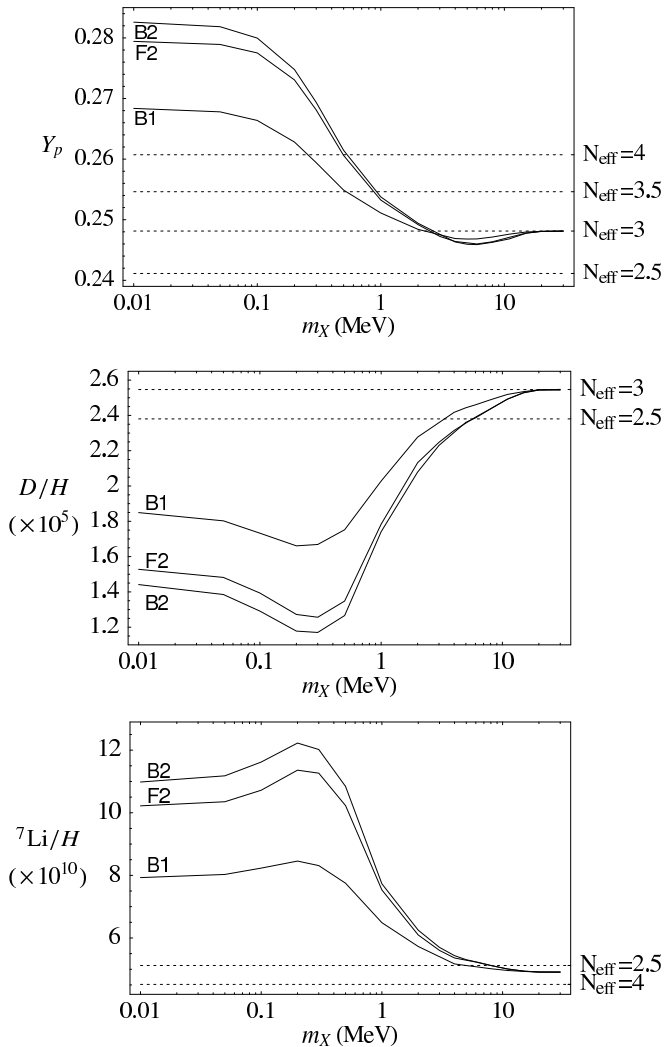 0.28
0.27
0.26
0.25
0.24
Y_p
B2
F2
B1
N_eff=4
N_eff=3.5
N_eff=3
N_eff=2.5
0.01 0.1 1 10
m_X (MeV)
2.6
2.4
2.2
2
1.8
1.6
1.4
1.2
D/H
(×10^5)
B1
F2
B2
N_eff=3
N_eff=2.5
0.01 0.1 1 10
m_X (MeV)
12
10
8
6
^7Li/H
(×10^10)
B2
F2
B1
N_eff=2.5
N_eff=4
0.01 0.1 1 10
m_X (MeV)